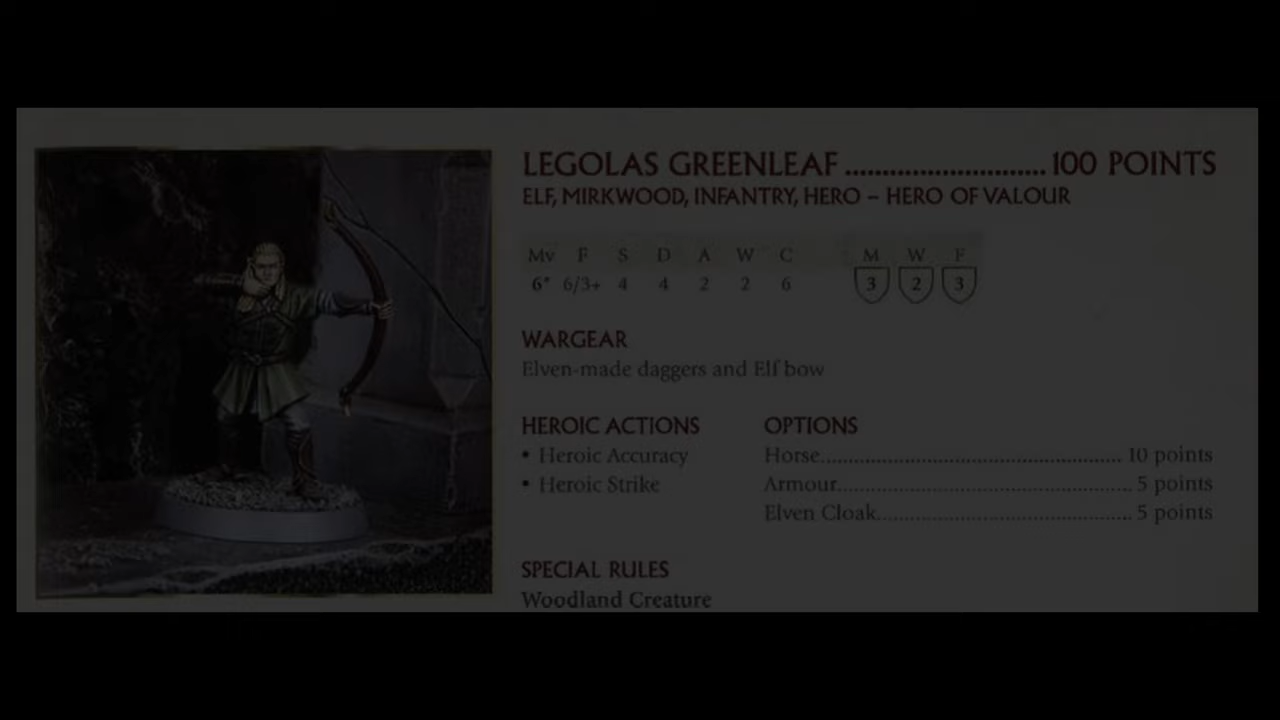 LEGOLAS GREENLEAF..........................100 POINTS
ELF, MIRKWOOD, INFANTRY, HERO – HERO OF VALOUR
Mv F S D A W C M W F
6" 6/3+ 4 4 2 2 6 3 2 3
WARGEAR
Elven-made daggers and Elf bow
HEROIC ACTIONS
• Heroic Accuracy
• Heroic Strike
OPTIONS
Horse.......................................................... 10 points
Armour......................................................... 5 points
Elven Cloak.................................................. 5 points
SPECIAL RULES
Woodland Creature